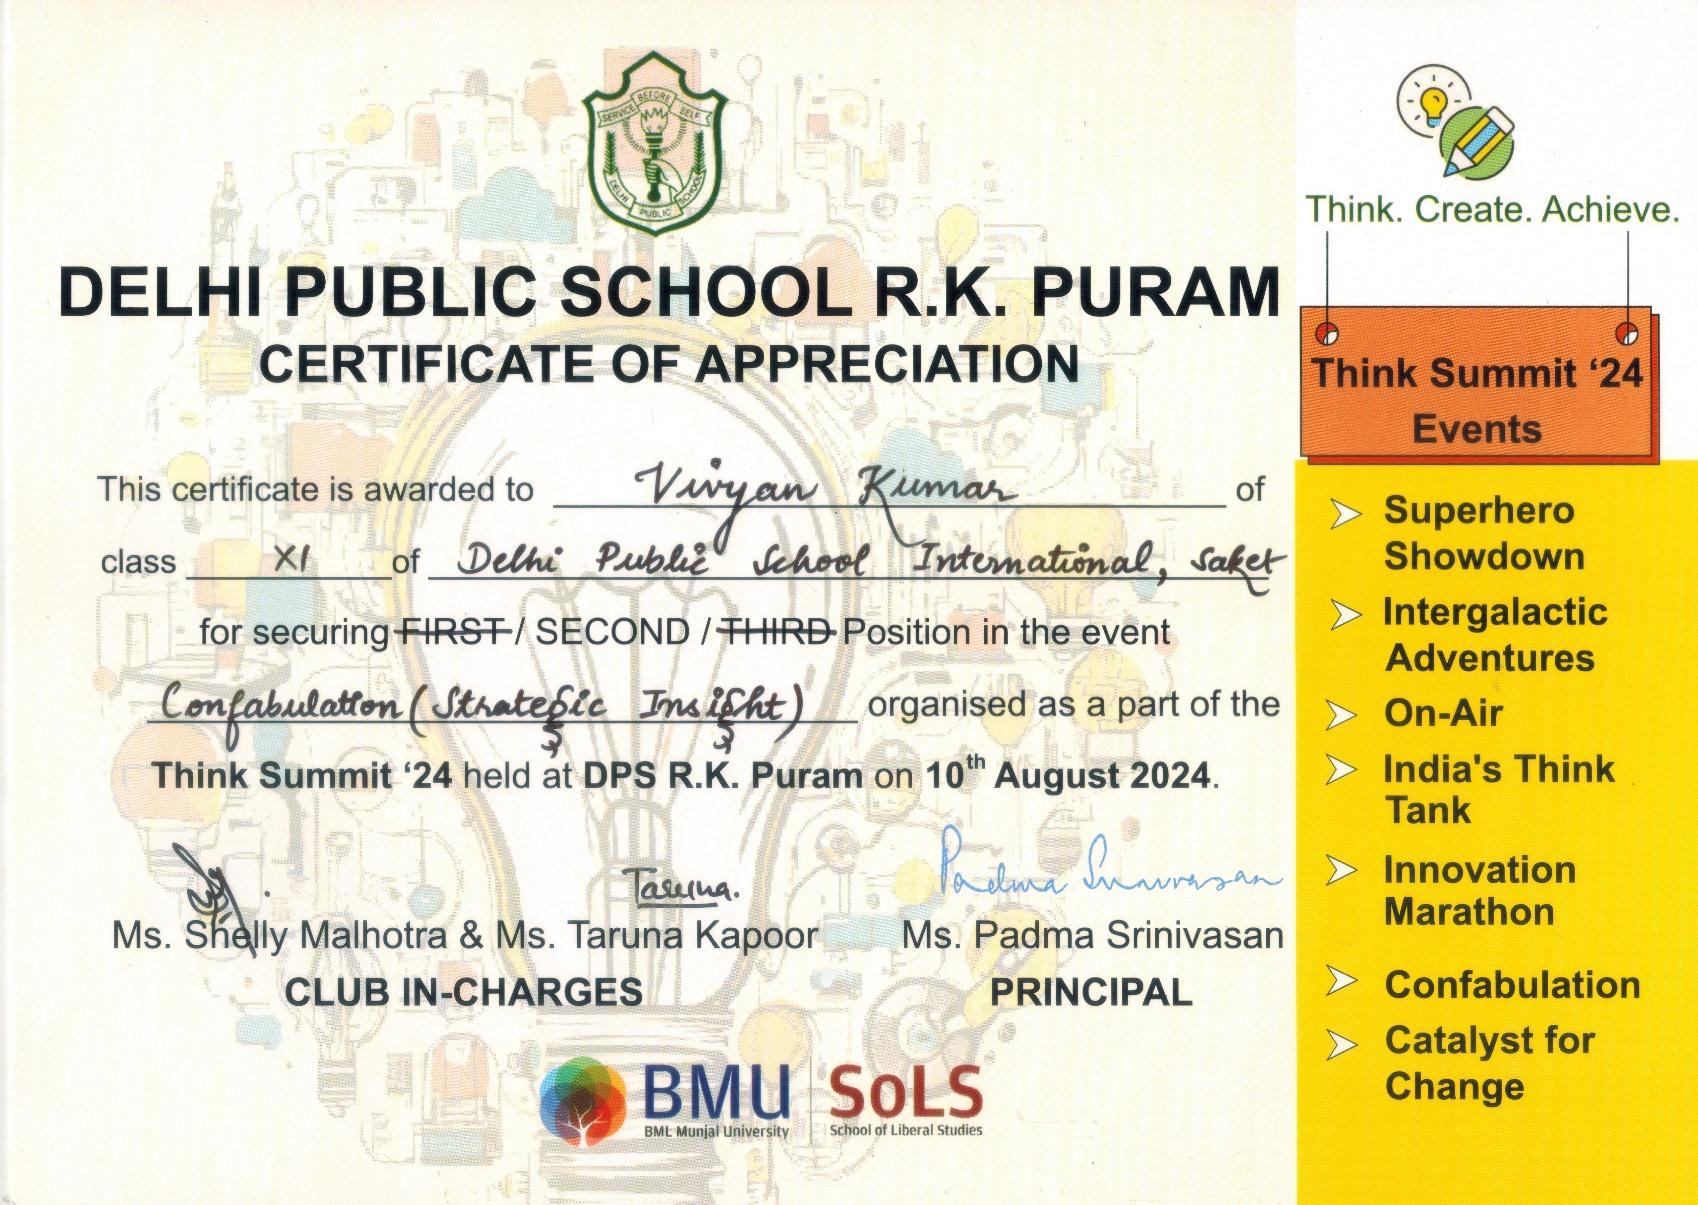 SERVICE BEFORE SELF
DELHI PUBLIC SCHOOL
DELHI PUBLIC SCHOOL R.K. PURAM
CERTIFICATE OF APPRECIATION
This certificate is awarded to Vivyan Kumar of
class XI of Delhi Public School International, Saket
for securing FIRST / SECOND / THIRD Position in the event
Confabulation (Strategic Insight) organised as a part of the
Think Summit ‘24 held at DPS R.K. Puram on 10th August 2024.
Taruna.
Padma Srinivasan
Ms. Shelly Malhotra & Ms. Taruna Kapoor
Ms. Padma Srinivasan
CLUB IN-CHARGES
PRINCIPAL
BMU
BML Munjal University
SoLS
School of Liberal Studies
Think. Create. Achieve.
Think Summit ‘24
Events
Superhero
Showdown
Intergalactic
Adventures
On-Air
India's Think
Tank
Innovation
Marathon
Confabulation
Catalyst for
Change